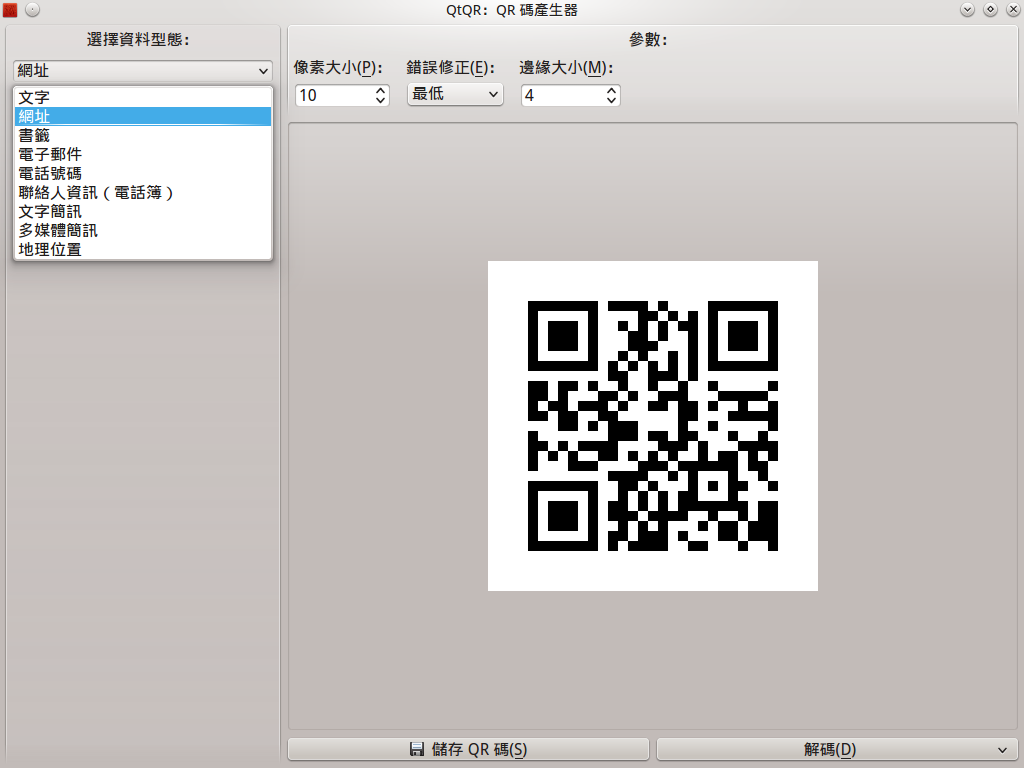 QtQR: QR 碼產生器
選擇資料型態:
網址
文字
網址
書籤
電子郵件
電話號碼
聯絡人資訊 ( 電話簿 )
文字簡訊
多媒體簡訊
地理位置
參數:
像素大小(P): 錯誤修正(E): 邊緣大小(M):
10 最低 4
儲存 QR 碼(S) 解碼(D)